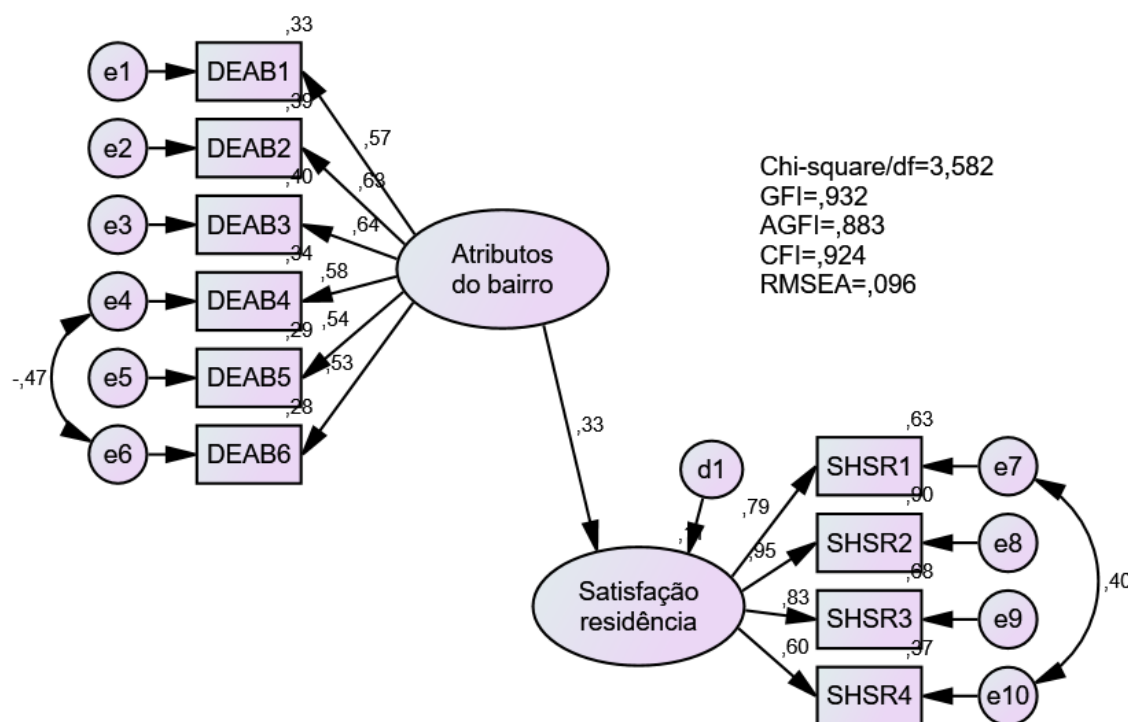 ,33
e1
DEAB1
,39
e2
DEAB2
,57
,40
,63
e3
DEAB3
,64
,34
e4
DEAB4
,58
,29
,54
e5
DEAB5
,53
,28
e6
DEAB6
-,47
Atributos
do bairro
Chi-square/df=3,582
GFI=,932
AGFI=,883
CFI=,924
RMSEA=,096
,33
d1
Satisfação
residência
,63
,79
SHSR1
e7
,90
,95
SHSR2
e8
,68
,83
SHSR3
e9
,40
,60
,37
SHSR4
e10